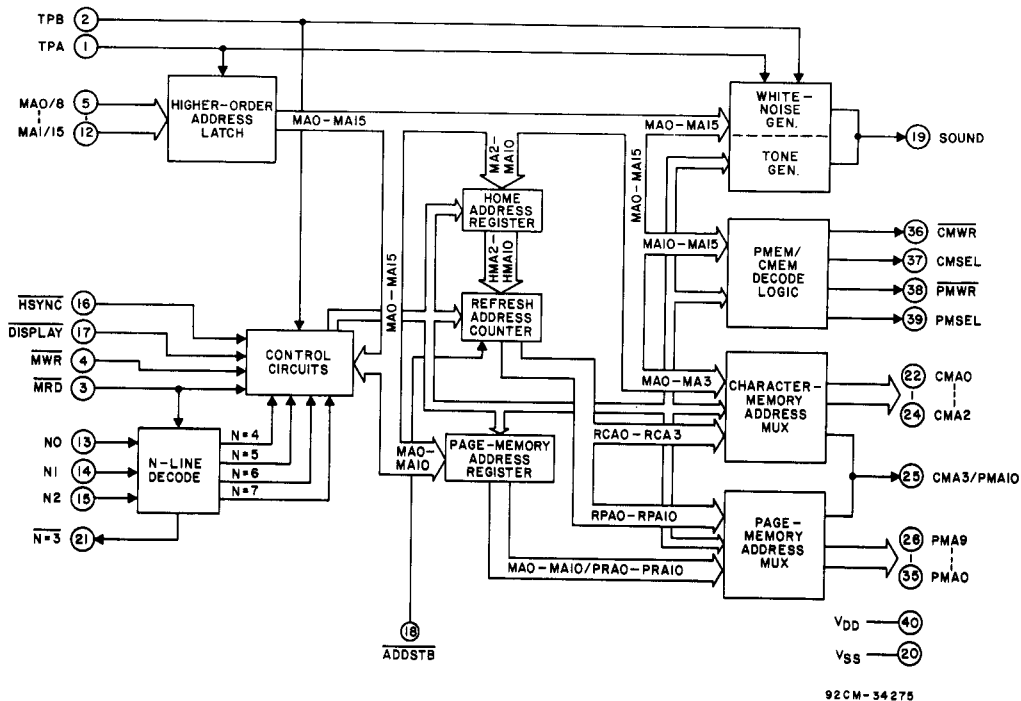 TPB 2
TPA 1
MA0/8 5
MA1/15 12
HIGHER-ORDER
ADDRESS
LATCH
MA0-MA15
MA0-MA15
MA2-
MA10
HOME
ADDRESS
REGISTER
HMA2-
HMA10
REFRESH
ADDRESS
COUNTER
MA0-MA15
MA0-MA15
WHITE-
NOISE
GEN.
TONE
GEN.
19 SOUND
MA10-MA15
PMEM/
CMEM
DECODE
LOGIC
36 CMWR
37 CMSEL
38 PMWR
39 PMSEL
HSYNC 16
DISPLAY 17
MWR 4
MRD 3
CONTROL
CIRCUITS
N0 13
N1 14
N2 15
N=3 21
N-LINE
DECODE
N=4
N=5
N=6
N=7
MA0-
MA10
PAGE-MEMORY
ADDRESS
REGISTER
MA0-MA3
RCA0-RCA3
CHARACTER-
MEMORY
ADDRESS
MUX
22 CMA0
24 CMA2
25 CMA3/PMA10
RPA0-RPA10
MA0-MA10/PRA0-PRA10
PAGE-
MEMORY
ADDRESS
MUX
26 PMA9
35 PMA0
18
ADDSTB
VDD 40
VSS 20
92CM-34275